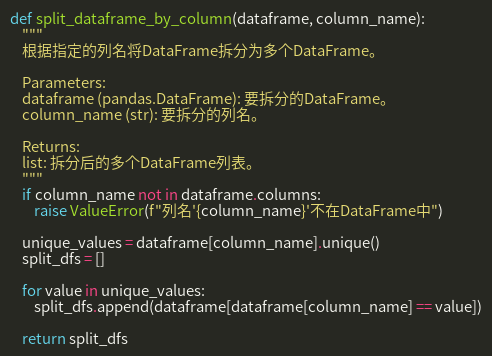 def split_dataframe_by_column(dataframe, column_name):
    """
    根据指定的列名将DataFrame拆分为多个DataFrame。

    Parameters:
    dataframe (pandas.DataFrame): 要拆分的DataFrame。
    column_name (str): 要拆分的列名。

    Returns:
    list: 拆分后的多个DataFrame列表。
    """
    if column_name not in dataframe.columns:
        raise ValueError(f"列名'{column_name}'不在DataFrame中")

    unique_values = dataframe[column_name].unique()
    split_dfs = []

    for value in unique_values:
        split_dfs.append(dataframe[dataframe[column_name] == value])

    return split_dfs